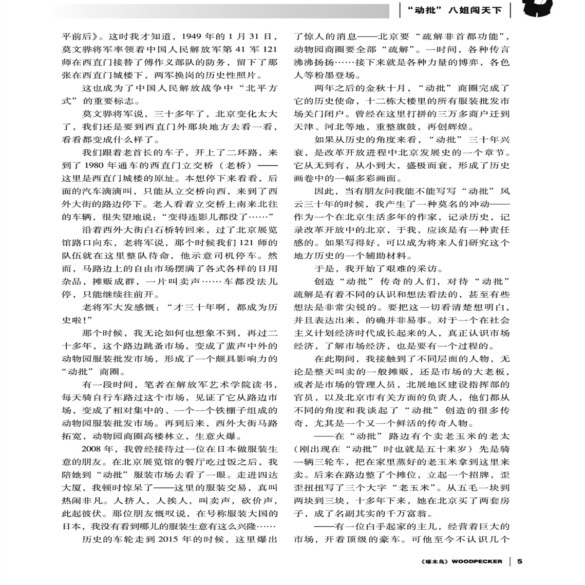 “动批”八姐闯天下
平前后》。这时我才知道，1949 年的 1 月 31 日，
莫文骅将军率领着中国人民解放军第 41 军 121
师在西直门接替了傅作义部队的防务，留下了那
张在西直门城楼下，两军换岗的历史性照片。
这也成了中国人民解放战争中“北平方
式”的重要标志。
莫文骅将军说，三十多年了，北京变化太大
了，我们还是要到西直门外那块地方去看一看，
看看都变成什么样了。
我们跟着老首长的车子，开上了二环路，来
到了 1980 年通车的西直门立交桥（老桥）——
这里是西直门城楼的原址。本想停下来看看，后
面的汽车滴滴叫，只能从立交桥向西，来到了西
外大街的路边停下。老人看着立交桥上南来北往
的车辆，很失望地说：“变得连影儿都没了……”
沿着西外大街白石桥转回来，过了北京展览
馆路口向东，老将军说，那个时候我们 121 师的
队伍就在这里整队待命，他示意司机停车。然
而，马路边上的自由市场摆满了各式各样的日用
杂品，摊贩成群，一片叫卖声……车都没法儿
停，只能继续往前开。
老将军大发感慨：“才三十年啊，都成为历
史啦！”
那个时候，我无论如何也想象不到，再过二
十多年，这个路边跳蚤市场，变成了蜚声中外的
动物园服装批发市场，形成了一个颇具影响力的
“动批”商圈。
有一段时间，笔者在解放军艺术学院读书，
每天骑自行车路过这个市场，见证了它从路边市
场，变成了相对集中的、一个一个铁棚子组成的
动物园服装批发市场。再到后来，西外大街马路
拓宽，动物园商圈高楼林立，生意火爆。
2008 年，我曾经接待过一位在日本做服装生
意的朋友。在北京展览馆的餐厅吃过饭之后，我
陪她到“动批”服装市场去看了一眼。走进四达
大厦，我顿时惊呆了——这里的服装交易，真叫
热闹非凡。人挤人，人挨人，叫卖声，砍价声，
此起彼伏。那位朋友慨叹说，在号称服装大国的
日本，我没有看到哪儿的服装生意有这么兴隆……
历史的车轮走到 2015 年的时候，这里爆出
了惊人的消息——北京要“疏解非首都功能”，
动物园商圈要全部“疏解”。一时间，各种传言
沸沸扬扬……接下来就是各种力量的博弈，各色
人等粉墨登场。
两年之后的金秋十月，“动批”商圈完成了
它的历史使命，十二栋大楼里的所有服装批发市
场关门闭户。曾经在这里打拼的三万多商户迁到
天津、河北等地，重整旗鼓，再创辉煌。
如果从历史的角度来看，“动批”三十年兴
衰，是改革开放进程中北京发展史的一个章节。
它从无到有，从小到大，盛极而衰，形成了历史
画卷中的一幅多彩画面。
因此，当有朋友问我能不能写写“动批”风
云三十年的时候，我产生了一种莫名的冲动——
作为一个在北京生活多年的作家，记录历史，记
录改革开放中的北京，于我，应该是有一种责任
感的。如果写得好，可以成为将来人们研究这个
地方历史的一个辅助材料。
于是，我开始了艰难的采访。
创造“动批”传奇的人们，对待“动批”
疏解是有着不同的认识和想法看法的，甚至有些
想法是非常尖锐的。要把这一切看清楚想明白，
并且表达出来，的确并非易事。对于一个在社会
主义计划经济时代成长起来的人，真正认识市场
经济，了解市场经济，也是要有一个过程的。
在此期间，我接触到了不同层面的人物，无
论是整天叫卖的一般摊贩，还是市场的大老板，
或者是市场的管理人员，北展地区建设指挥部的
官员，以及北京市有关方面的负责人，他们都从
不同的角度和我谈起了“动批”创造的很多传
奇，尤其是一个又一个鲜活的传奇人物。
——在“动批”路边有个卖老玉米的老太
（刚出现在“动批”时也就是五十来岁）先是骑
一辆三轮车，把在家里蒸好的老玉米拿到这里来
卖。后来在路边整了个摊位，立起一个招牌，歪
歪扭扭写了三个大字“老玉米”。从五毛一个到
两块到三块，十多年下来，她在北京买了两套房
子，成了名副其实的千万富翁。
——有一位白手起家的主儿，经营着巨大的
市场，开着顶级的豪车。可他至今不认识几个
《啄木鸟》WOODPECKER 5